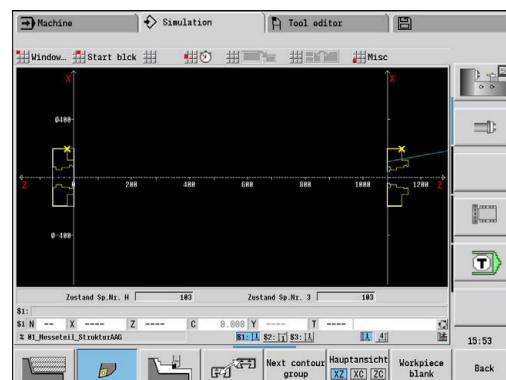 Machine Simulation Tool editor
Window... Start blck Misc
X X
Ø400
Z 0 200 400 600 800 1000 1200 Z
Ø-400
Zustand Sp.Nr. H 103 Zustand Sp.Nr. 3 103
$1:
$1 N -- X ---- Z ---- C 0.000 Y ---- T ----
% 01_Messeteil_StrukturAAG $1: $2: $3:
15:53
T
Next contour group
Hauptansicht
XZ XC ZC
Workpiece blank
Back